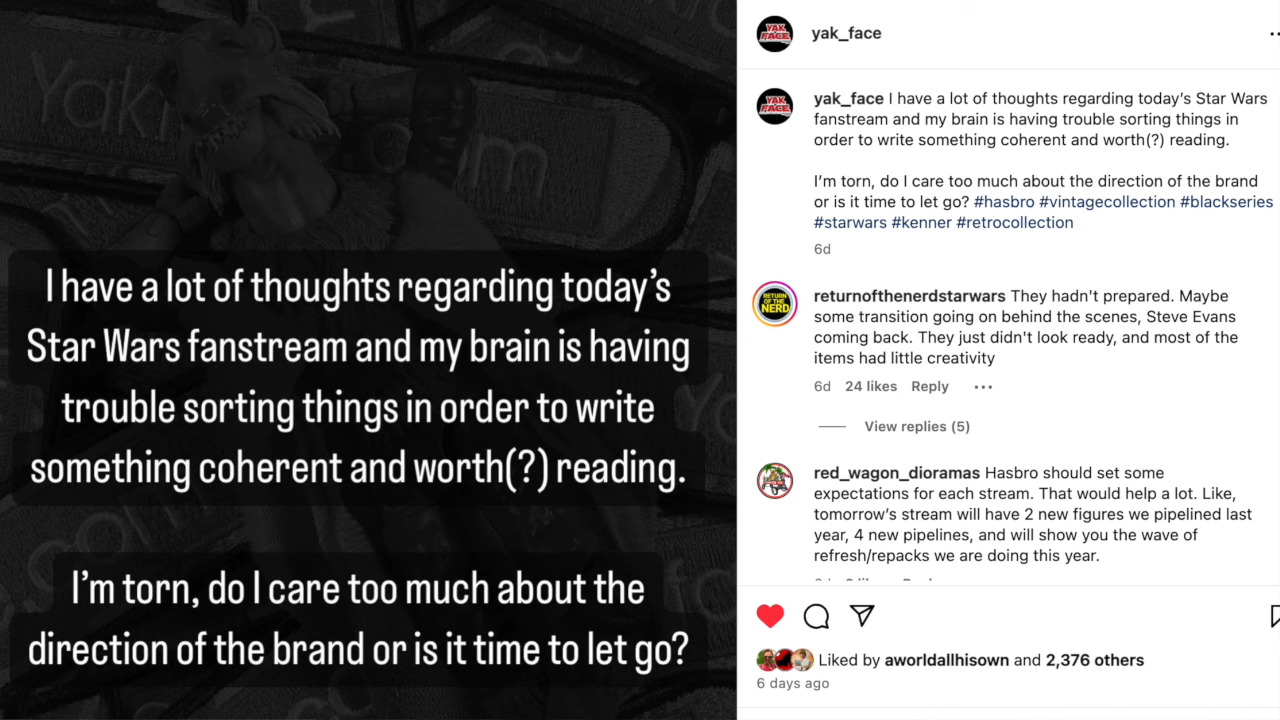 I have a lot of thoughts regarding today's
Star Wars fanstream and my brain is having
trouble sorting things in order to write
something coherent and worth(?) reading.
I'm torn, do I care too much about the
direction of the brand or is it time to let go?
YAK
FACE
yak_face
YAK
FACE
yak_face I have a lot of thoughts regarding today's Star Wars
fanstream and my brain is having trouble sorting things in
order to write something coherent and worth(?) reading.
I'm torn, do I care too much about the direction of the brand
or is it time to let go? #hasbro #vintagecollection #blackseries
#starwars #kenner #retrocollection
6d
RETURN
OF THE
NERD
returnofthenerdstarwars They hadn't prepared. Maybe
some transition going on behind the scenes, Steve Evans
coming back. They just didn't look ready, and most of the
items had little creativity
6d 24 likes Reply
View replies (5)
red_wagon_dioramas Hasbro should set some
expectations for each stream. That would help a lot. Like,
tomorrow's stream will have 2 new figures we pipelined last
year, 4 new pipelines, and will show you the wave of
refresh/repacks we are doing this year.
Liked by aworldallhisown and 2,376 others
6 days ago